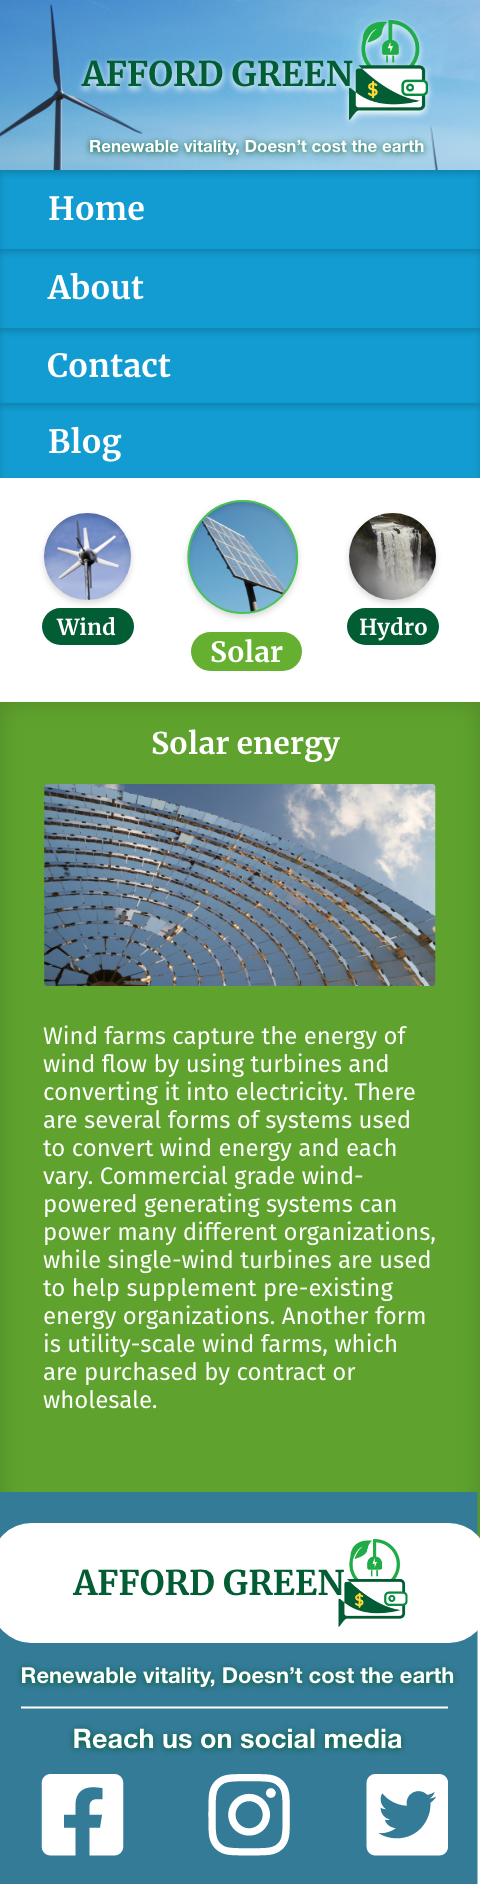 AFFORD GREEN
$
Renewable vitality, Doesn't cost the earth
Home
About
Contact
Blog
Wind
Solar
Hydro
Solar energy
Wind farms capture the energy of
wind flow by using turbines and
converting it into electricity. There
are several forms of systems used
to convert wind energy and each
vary. Commercial grade wind-
powered generating systems can
power many different organizations,
while single-wind turbines are used
to help supplement pre-existing
energy organizations. Another form
is utility-scale wind farms, which
are purchased by contract or
wholesale.
AFFORD GREEN
$
Renewable vitality, Doesn't cost the earth
Reach us on social media